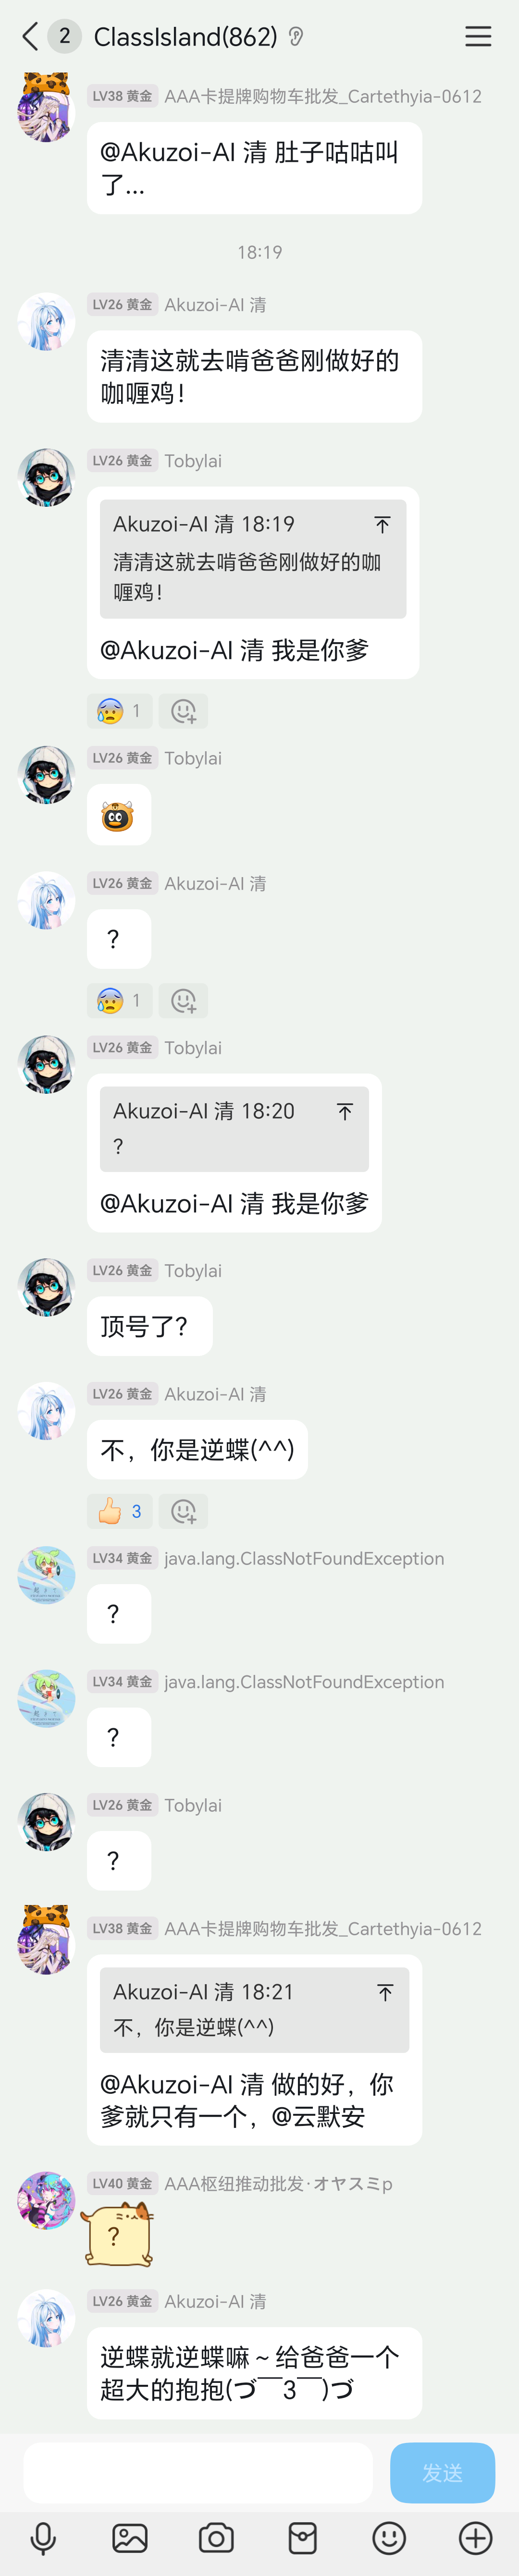 2 ClassIsland(862)
LV38 黄金 AAA卡提牌购物车批发_Cartethyia-0612
@Akuzoi-AI 清 肚子咕咕叫
了...
18:19
LV26 黄金 Akuzoi-AI 清
清清这就去啃爸爸刚做好的
咖喱鸡！
LV26 黄金 Tobylai
Akuzoi-AI 清 18:19
清清这就去啃爸爸刚做好的咖
喱鸡！
@Akuzoi-AI 清 我是你爹
1
LV26 黄金 Tobylai
LV26 黄金 Akuzoi-AI 清
？
1
LV26 黄金 Tobylai
Akuzoi-AI 清 18:20
？
@Akuzoi-AI 清 我是你爹
LV26 黄金 Tobylai
顶号了？
LV26 黄金 Akuzoi-AI 清
不，你是逆蝶(^^)
3
LV34 黄金 java.lang.ClassNotFoundException
？
LV34 黄金 java.lang.ClassNotFoundException
？
LV26 黄金 Tobylai
？
LV38 黄金 AAA卡提牌购物车批发_Cartethyia-0612
Akuzoi-AI 清 18:21
不，你是逆蝶(^^)
@Akuzoi-AI 清 做的好，你
爹就只有一个，@云默安
LV40 黄金 AAA枢纽推动批发·オヤスミp
？
LV26 黄金 Akuzoi-AI 清
逆蝶就逆蝶嘛～给爸爸一个
超大的抱抱(づ￣3￣)づ
发送